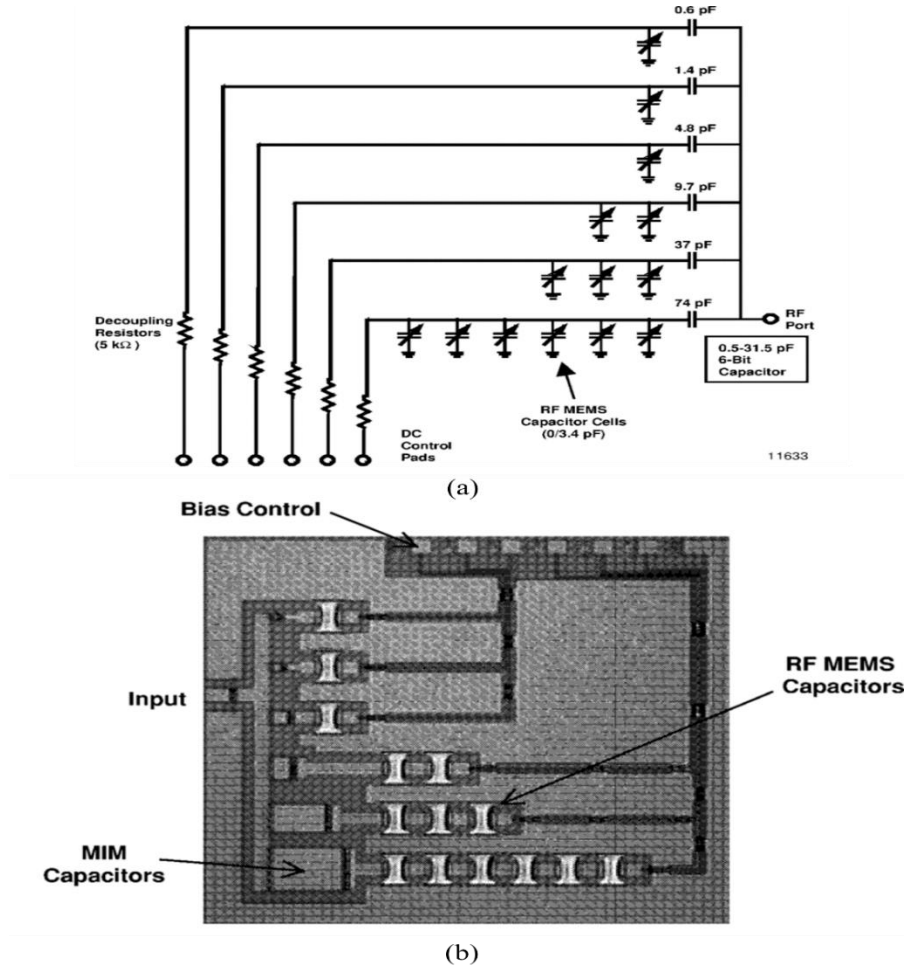 0.6 pF
1.4 pF
4.8 pF
9.7 pF
37 pF
74 pF
Decoupling
Resistors
(5 kΩ )
RF
Port
0.5-31.5 pF
6-Bit
Capacitor
RF MEMS
Capacitor Cells
(0/3.4 pF)
DC
Control
Pads
11633
(a)
Bias Control
RF MEMS
Capacitors
Input
MIM
Capacitors
(b)